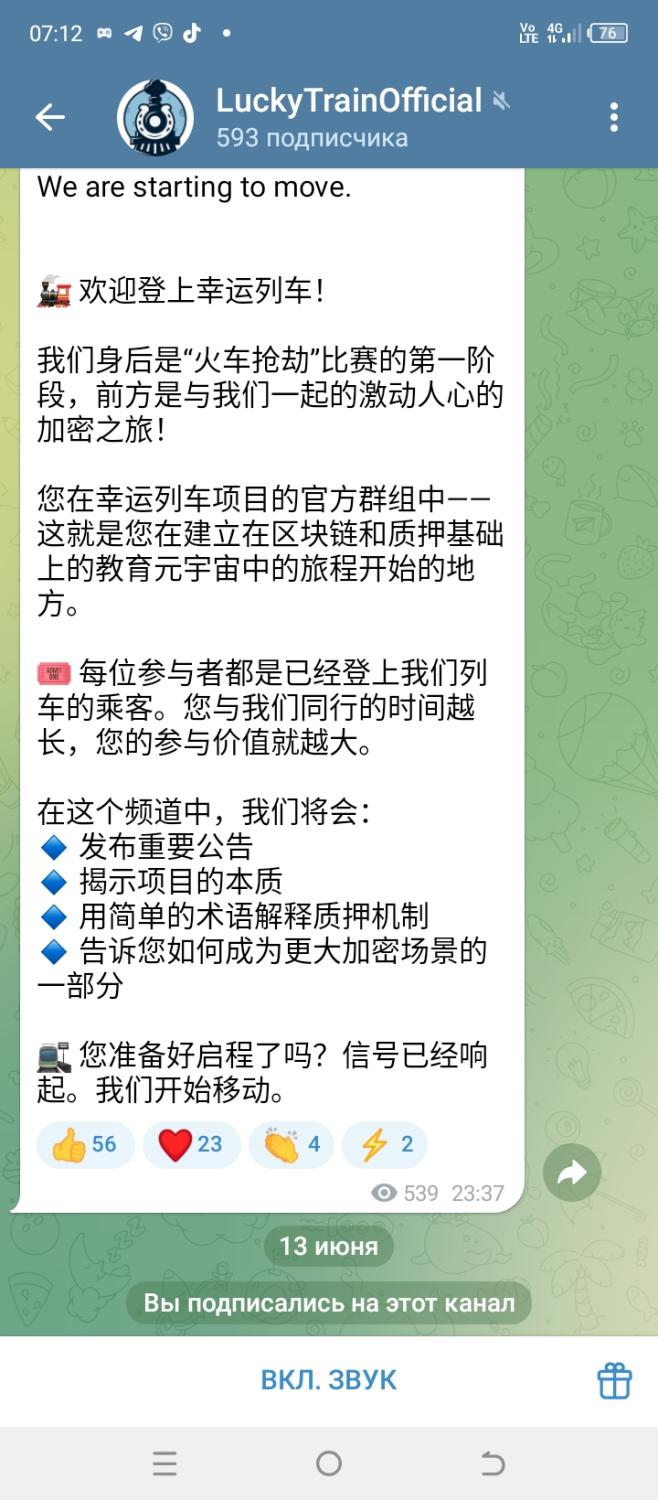 07:12
Vo LTE 4G 76
LuckyTrainOfficial
593 подписчика
We are starting to move.
🚂 欢迎登上幸运列车！
我们身后是“火车抢劫”比赛的第一阶
段，前方是与我们一起的激动人心的
加密之旅！
您在幸运列车项目的官方群组中——
这就是您在建立在区块链和质押基础
上的教育元宇宙中的旅程开始的地
方。
🎟 每位参与者都是已经登上我们列
车的乘客。您与我们同行的时间越
长，您的参与价值就越大。
在这个频道中，我们将会：
🔹 发布重要公告
🔹 揭示项目的本质
🔹 用简单的术语解释质押机制
🔹 告诉您如何成为更大加密场景的
一部分
🚉 您准备好启程了吗？信号已经响
起。我们开始移动。
👍 56 ❤ 23 👏 4 ⚡ 2
539 23:37
13 июня
Вы подписались на этот канал
ВКЛ. ЗВУК